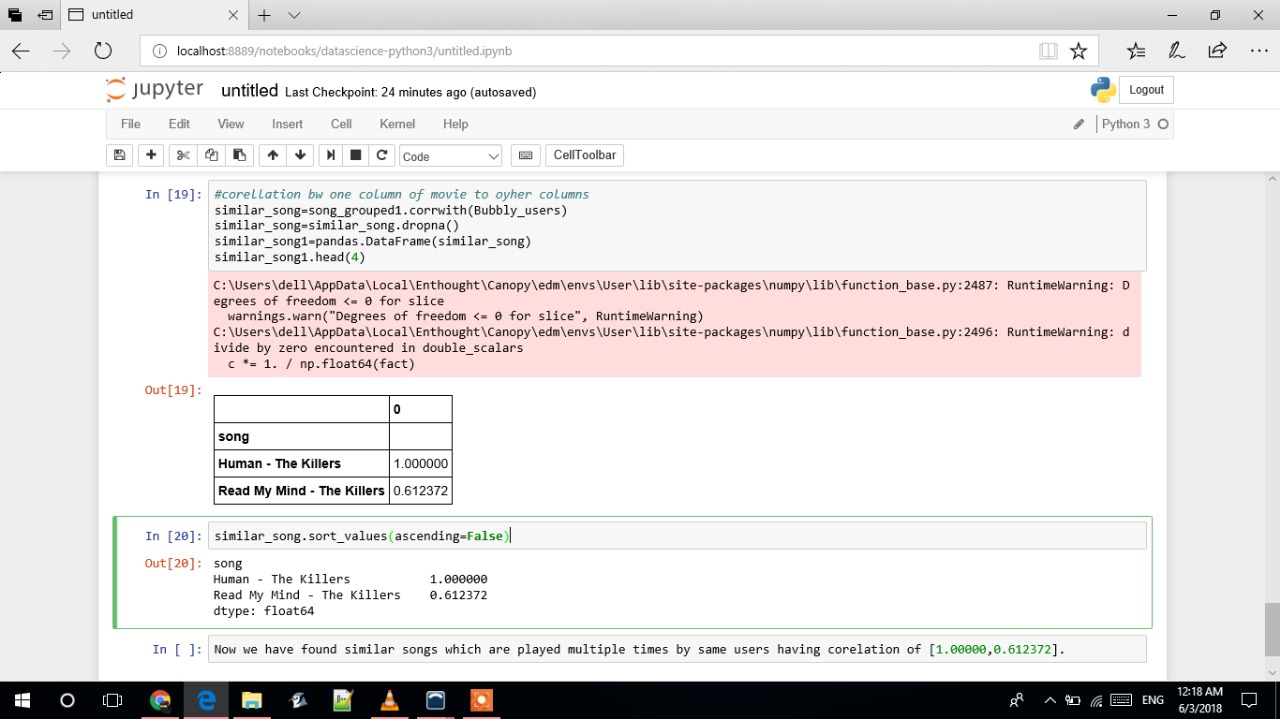 untitled
localhost:8889/notebooks/datascience-python3/untitled.ipynb
jupyter untitled Last Checkpoint: 24 minutes ago (autosaved)
Logout
File Edit View Insert Cell Kernel Help
Python 3
Code
CellToolbar
In [19]: #corellation bw one column of movie to oyher columns
similar_song=song_grouped1.corrwith(Bubbly_users)
similar_song=similar_song.dropna()
similar_song1=pandas.DataFrame(similar_song)
similar_song1.head(4)
C:\Users\dell\AppData\Local\Enthought\Canopy\edm\envs\User\lib\site-packages\numpy\lib\function_base.py:2487: RuntimeWarning: D
egrees of freedom <= 0 for slice
warnings.warn("Degrees of freedom <= 0 for slice", RuntimeWarning)
C:\Users\dell\AppData\Local\Enthought\Canopy\edm\envs\User\lib\site-packages\numpy\lib\function_base.py:2496: RuntimeWarning: d
ivide by zero encountered in double_scalars
c *= 1. / np.float64(fact)
Out[19]:
0
song
Human - The Killers 1.000000
Read My Mind - The Killers 0.612372
In [20]: similar_song.sort_values(ascending=False)
Out[20]: song
Human - The Killers 1.000000
Read My Mind - The Killers 0.612372
dtype: float64
In [ ]: Now we have found similar songs which are played multiple times by same users having corelation of [1.00000,0.612372].
ENG
12:18 AM
6/3/2018